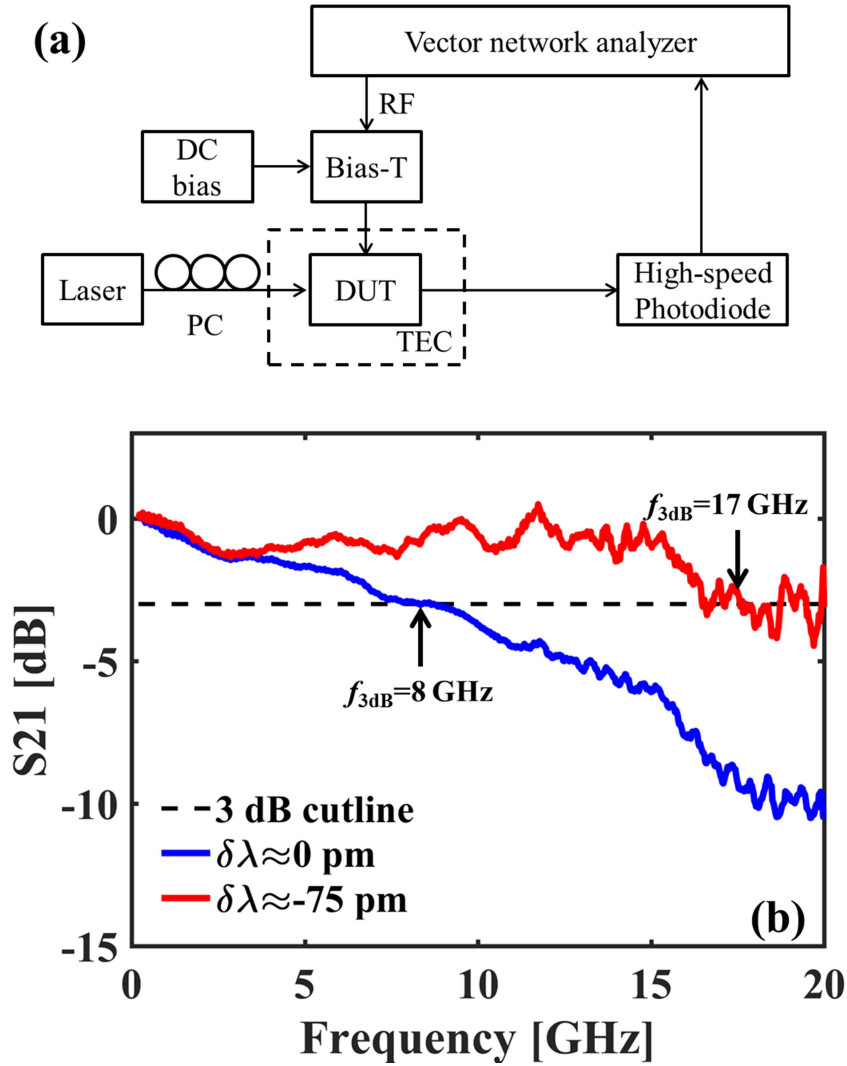 (a)
Vector network analyzer
RF
DC
bias
Bias-T
Laser
PC
DUT
TEC
High-speed
Photodiode
f3dB=17 GHz
f3dB=8 GHz
3 dB cutline
δλ≈0 pm
δλ≈-75 pm
(b)
S21 [dB]
0
-5
-10
-15
0
5
10
15
20
Frequency [GHz]